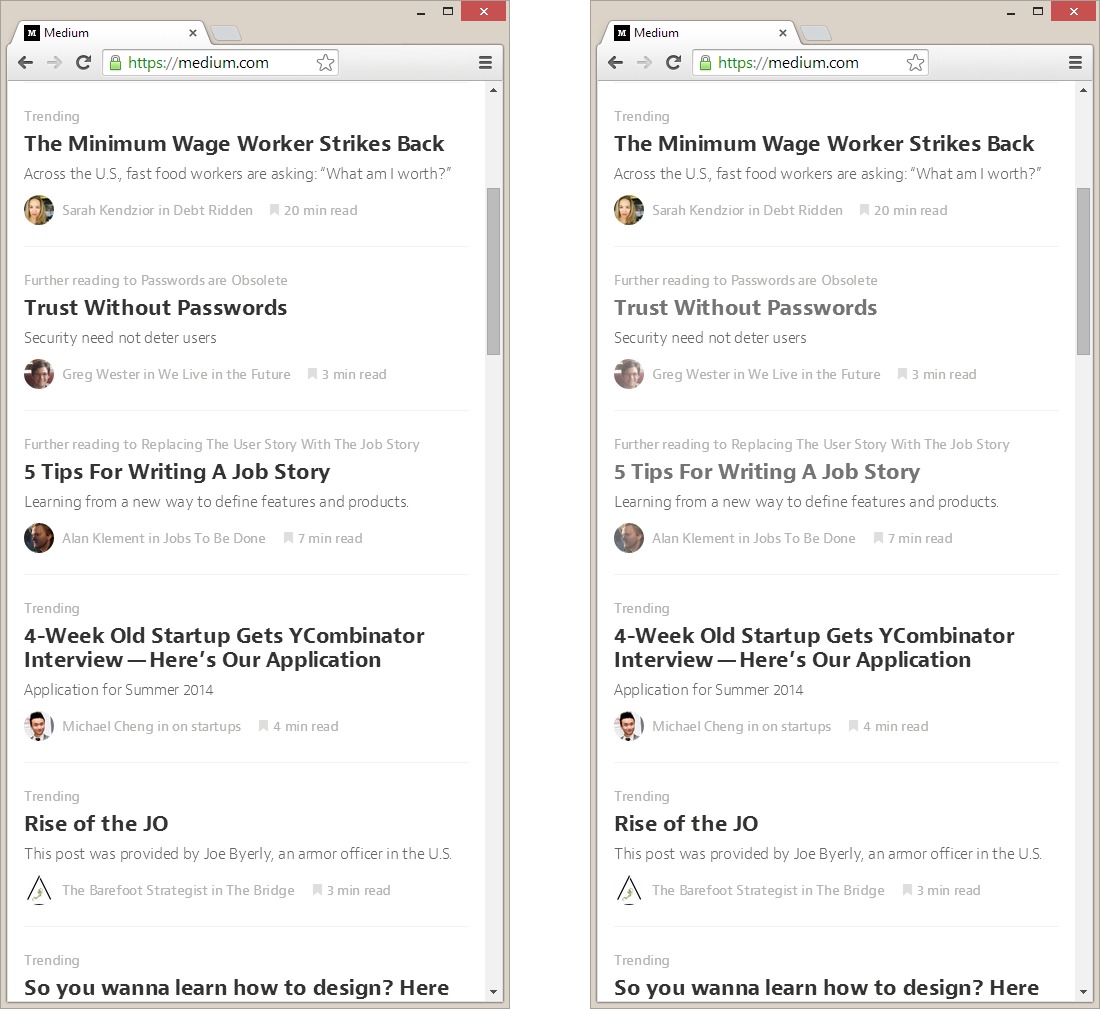 Medium
https://medium.com
Trending
The Minimum Wage Worker Strikes Back
Across the U.S., fast food workers are asking: “What am I worth?”
Sarah Kendzior in Debt Ridden 20 min read
Further reading to Passwords are Obsolete
Trust Without Passwords
Security need not deter users
Greg Wester in We Live in the Future 3 min read
Further reading to Replacing The User Story With The Job Story
5 Tips For Writing A Job Story
Learning from a new way to define features and products.
Alan Klement in Jobs To Be Done 7 min read
Trending
4-Week Old Startup Gets YCombinator
Interview — Here’s Our Application
Application for Summer 2014
Michael Cheng in on startups 4 min read
Trending
Rise of the JO
This post was provided by Joe Byerly, an armor officer in the U.S.
The Barefoot Strategist in The Bridge 3 min read
Trending
So you wanna learn how to design? Here
M Medium
https://medium.com
Trending
The Minimum Wage Worker Strikes Back
Across the U.S., fast food workers are asking: “What am I worth?”
Sarah Kendzior in Debt Ridden 20 min read
Further reading to Passwords are Obsolete
Trust Without Passwords
Security need not deter users
Greg Wester in We Live in the Future 3 min read
Further reading to Replacing The User Story With The Job Story
5 Tips For Writing A Job Story
Learning from a new way to define features and products.
Alan Klement in Jobs To Be Done 7 min read
Trending
4-Week Old Startup Gets YCombinator
Interview — Here’s Our Application
Application for Summer 2014
Michael Cheng in on startups 4 min read
Trending
Rise of the JO
This post was provided by Joe Byerly, an armor officer in the U.S.
The Barefoot Strategist in The Bridge 3 min read
Trending
So you wanna learn how to design? Here